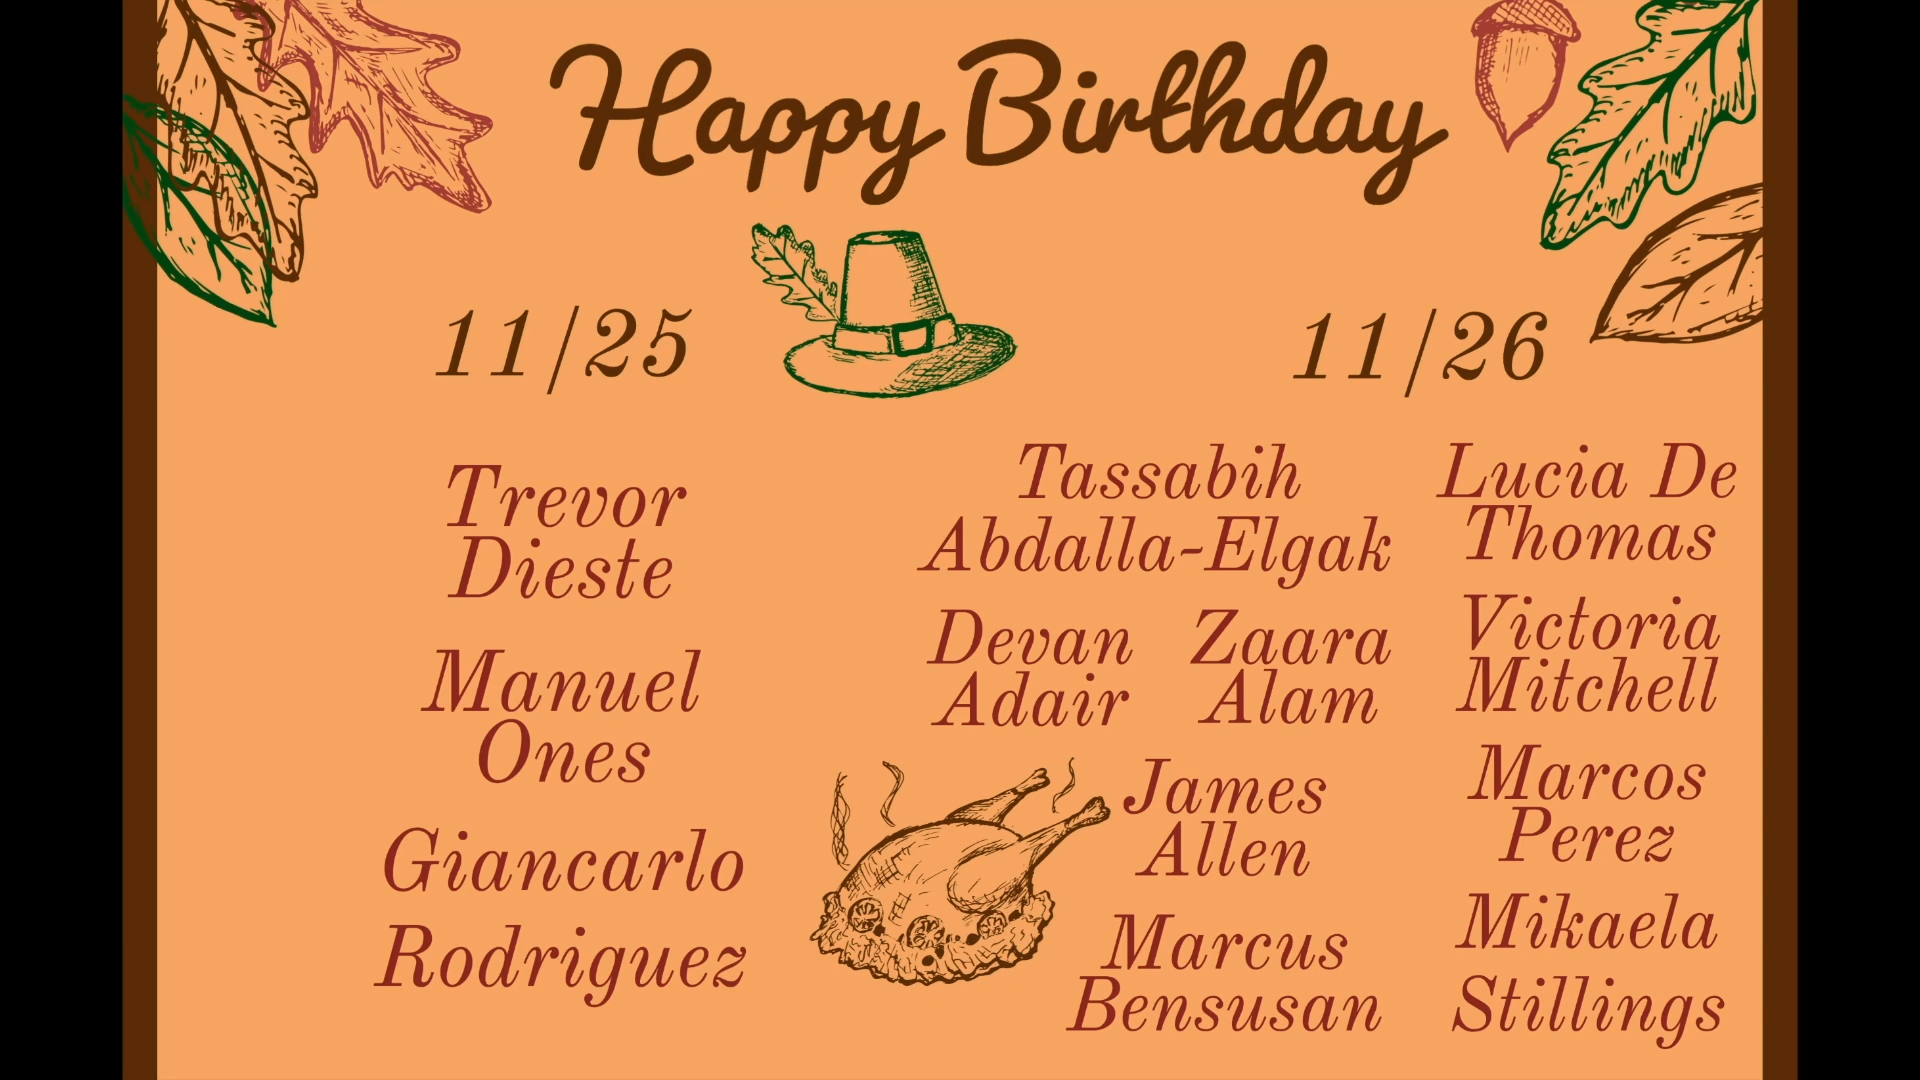 Happy Birthday
11/25
Trevor
Dieste
Manuel
Ones
Giancarlo
Rodriguez
11/26
Tassabih
Abdalla-Elgak
Devan
Adair
Zaara
Alam
James
Allen
Marcus
Bensusan
Lucia De
Thomas
Victoria
Mitchell
Marcos
Perez
Mikaela
Stillings